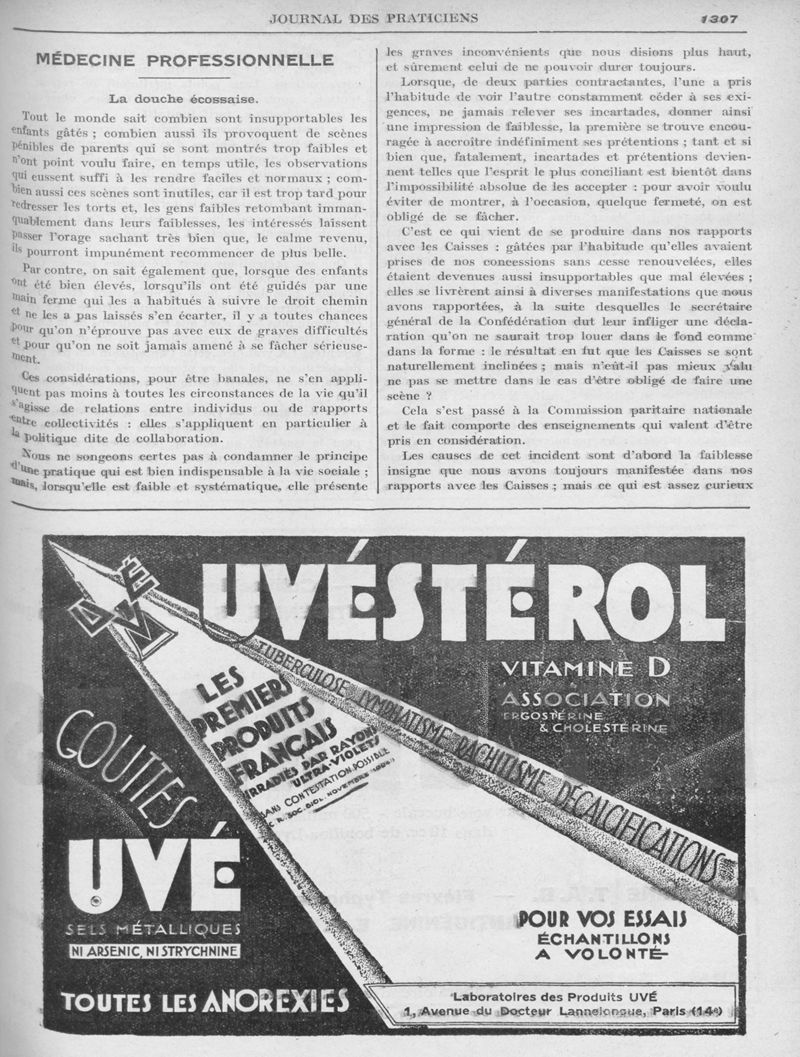 JOURNAL DES PRATICIENS
1307
MÉDECINE PROFESSIONNELLE
La douche écossaise.
Tout le monde sait combien sont insupportables les
enfants gâtés ; combien aussi ils provoquent de scènes
pénibles de parents qui se sont montrés trop faibles et
n'ont point voulu faire, en temps utile, les observations
qui eussent suffi à les rendre faciles et normaux ; com-
bien aussi ces scènes sont inutiles, car il est trop tard pour
redresser les torts et, les gens faibles retombant imman-
quablement dans leurs faiblesses, les intéressés laissent
passer l'orage sachant très bien que, le calme revenu,
ils pourront impunément recommencer de plus belle.
Par contre, on sait également que, lorsque des enfants
ont été bien élevés, lorsqu'ils ont été guidés par une
main ferme qui les a habitués à suivre le droit chemin
et ne les a pas laissés s'en écarter, il y a toutes chances
pour qu'on n'éprouve pas avec eux de graves difficultés
et pour qu'on ne soit jamais amené à se fâcher sérieuse-
ment.
Ces considérations, pour être banales, ne s'en appli-
quent pas moins à toutes les circonstances de la vie qu'il
s'agisse de relations entre individus ou de rapports
entre collectivités : elles s'appliquent en particulier à
la politique dite de collaboration.
Nous ne songeons certes pas à condamner le principe
d'une pratique qui est bien indispensable à la vie sociale ;
mais, lorsqu'elle est faible et systématique, elle présente
les graves inconvénients que nous disions plus haut,
et sûrement celui de ne pouvoir durer toujours.
Lorsque, de deux parties contractantes, l'une a pris
l'habitude de voir l'autre constamment céder à ses exi-
gences, ne jamais relever ses incartades, donner ainsi
une impression de faiblesse, la première se trouve encou-
ragée à accroître indéfiniment ses prétentions ; tant et si
bien que, fatalement, incartades et prétentions devien-
nent telles que l'esprit le plus conciliant est bientôt dans
l'impossibilité absolue de les accepter : pour avoir voulu
éviter de montrer, à l'occasion, quelque fermeté, on est
obligé de se fâcher.
C'est ce qui vient de se produire dans nos rapports
avec les Caisses : gâtées par l'habitude qu'elles avaient
prises de nos concessions sans cesse renouvelées, elles
étaient devenues aussi insupportables que mal élevées ;
elles se livrèrent ainsi à diverses manifestations que nous
avons rapportées, à la suite desquelles le secrétaire
général de la Confédération dut leur infliger une décla-
ration qu'on ne saurait trop louer dans le fond comme
dans la forme : le résultat en fut que les Caisses se sont
naturellement inclinées ; mais n'eût-il pas mieux valu
ne pas se mettre dans le cas d'être obligé de faire une
scène ?
Cela s'est passé à la Commission paritaire nationale
et le fait comporte des enseignements qui valent d'être
pris en considération.
Les causes de cet incident sont d'abord la faiblesse
insigne que nous avons toujours manifestée dans nos
rapports avec les Caisses ; mais ce qui est assez curieux
UVÉ
UVÉSTÉROL
VITAMINE D
ASSOCIATION
ERGOSTÉRINE
& CHOLESTÉRINE
TUBERCULOSE LYMPHATISME RACHITISME DÉCALCIFICATIONS
LES
PREMIERS
PRODUITS
FRANÇAIS
IRRADIÉS PAR RAYONS
ULTRA-VIOLETS
SANS CONTESTATION POSSIBLE
GOUTTES
UVÉ
SELS MÉTALLIQUES
NI ARSENIC, NI STRYCHNINE
TOUTES LES ANOREXIES
POUR VOS ESSAIS
ÉCHANTILLONS
A VOLONTÉ
Laboratoires des Produits UVÉ
1, Avenue du Docteur Lannelongue, Paris (14e)